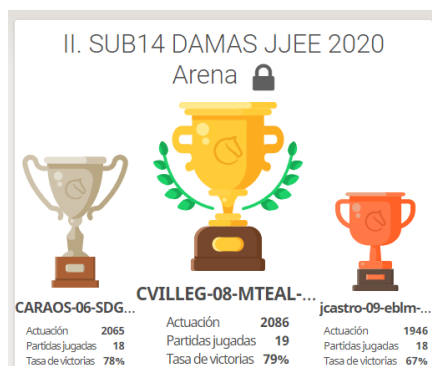 II. SUB14 DAMAS JJEE 2020
Arena
CARAOS-06-SDG...
Actuación 2065
Partidas jugadas 18
Tasa de victorias 78%
CVILLEG-08-MTEAL-...
Actuación 2086
Partidas jugadas 19
Tasa de victorias 79%
jcastro-09-eblm-...
Actuación 1946
Partidas jugadas 18
Tasa de victorias 67%